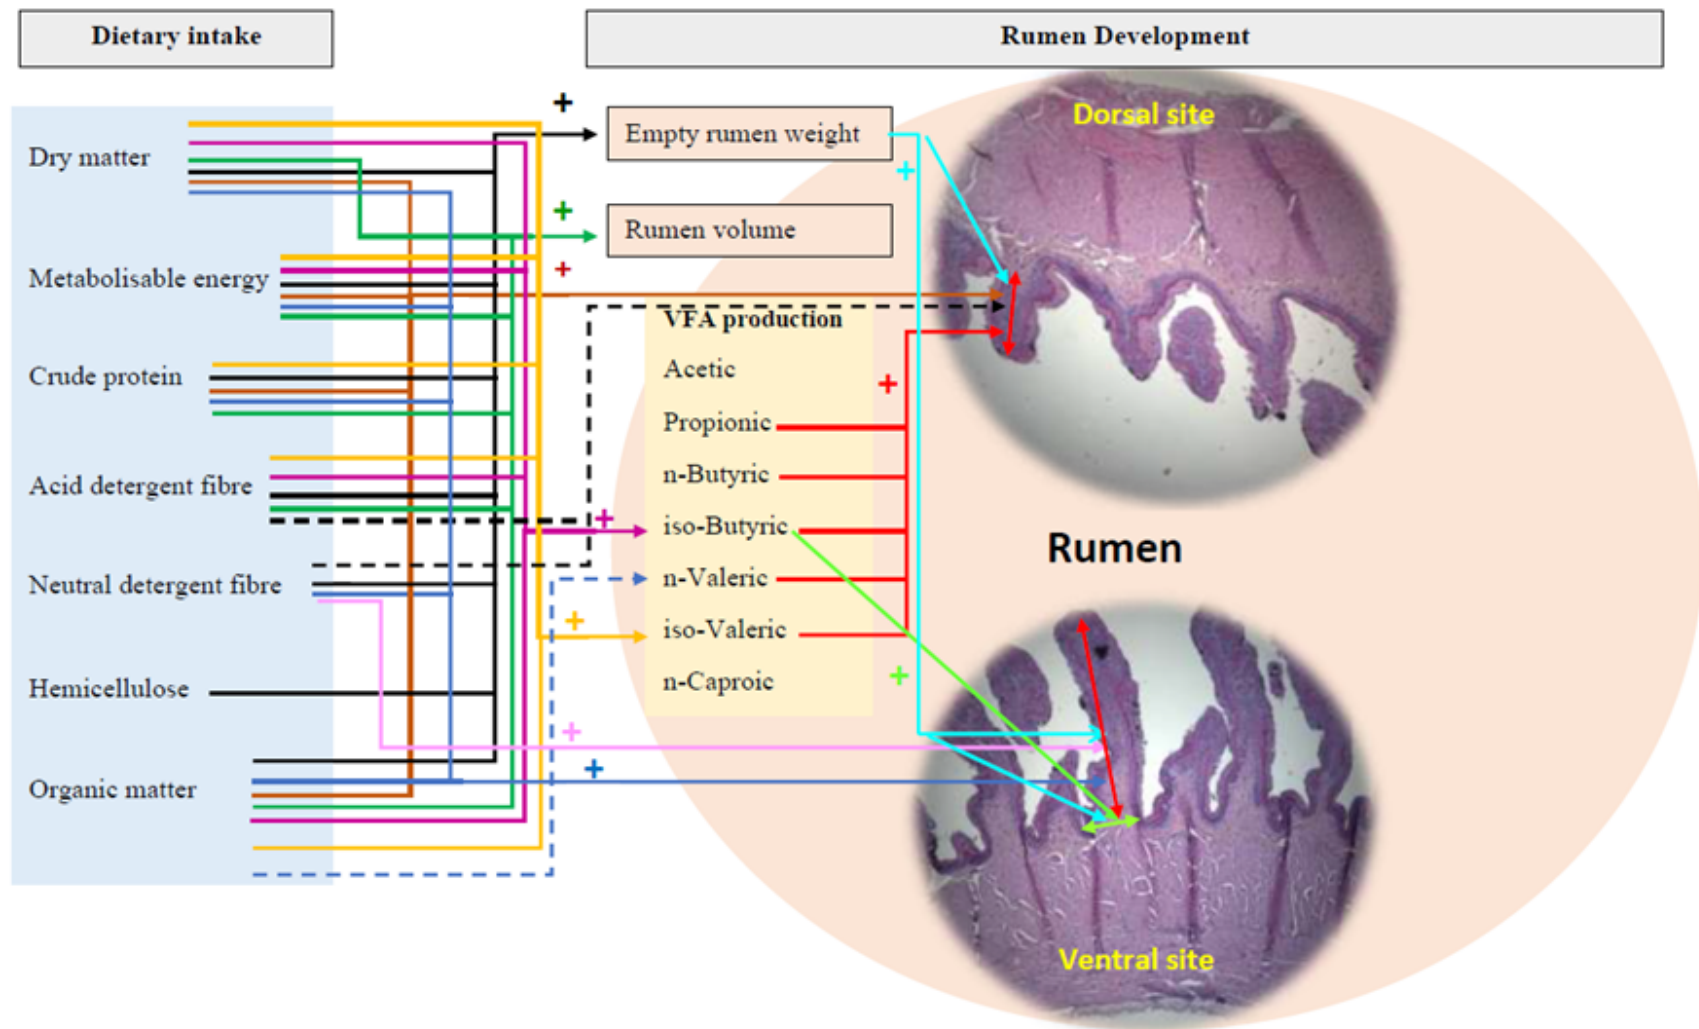 Dietary intake
Rumen Development
Dry matter
Metabolisable energy
Crude protein
Acid detergent fibre
Neutral detergent fibre
Hemicellulose
Organic matter
+
Empty rumen weight
+
+
Rumen volume
+
VFA production
Acetic
+
Propionic
n-Butyric
+
iso-Butyric
n-Valeric
+
iso-Valeric
+
n-Caproic
+
+
Dorsal site
Rumen
Ventral site